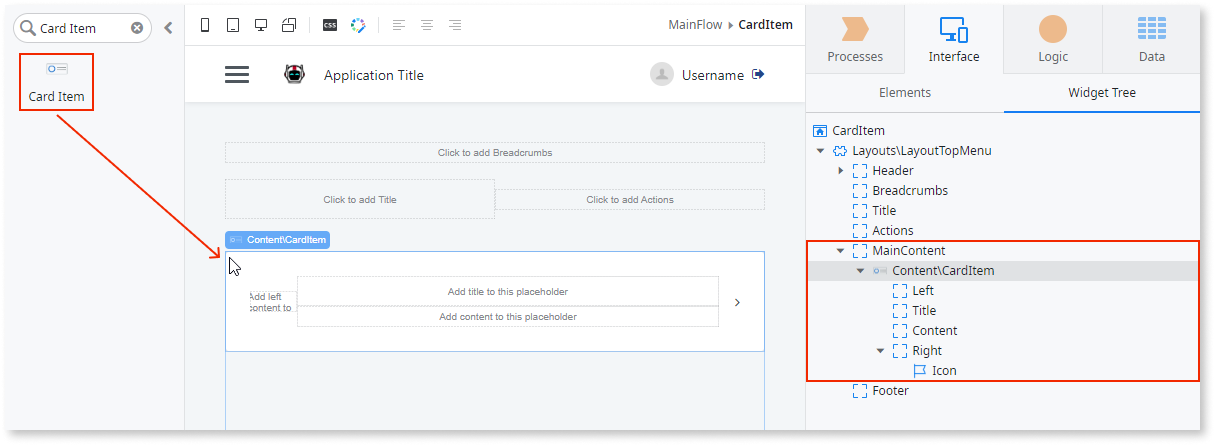 Card Item
Card Item
CSS
MainFlow > CardItem
Application Title
Username
Click to add Breadcrumbs
Click to add Title
Click to add Actions
Content\CardItem
Add left
content to
Add title to this placeholder
Add content to this placeholder
Processes
Interface
Logic
Data
Elements
Widget Tree
CardItem
Layouts\LayoutTopMenu
Header
Breadcrumbs
Title
Actions
MainContent
Content\CardItem
Left
Title
Content
Right
Icon
Footer